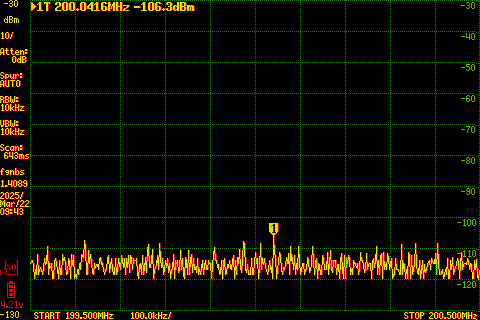 -30
1T 200.0416MHz -106.3dBm
-30
dBm
10/
-40
Atten:
0dB
-50
Spur:
AUTO
-60
RBW:
10kHz
-70
VBW:
10kHz
-80
Scan:
643ms
fgnbs
1.4089
-90
2025/
Mar/22
09:43
-100
1
-110
-120
4.21v
-130
START 199.500MHz 100.0kHz/ STOP 200.500MHz